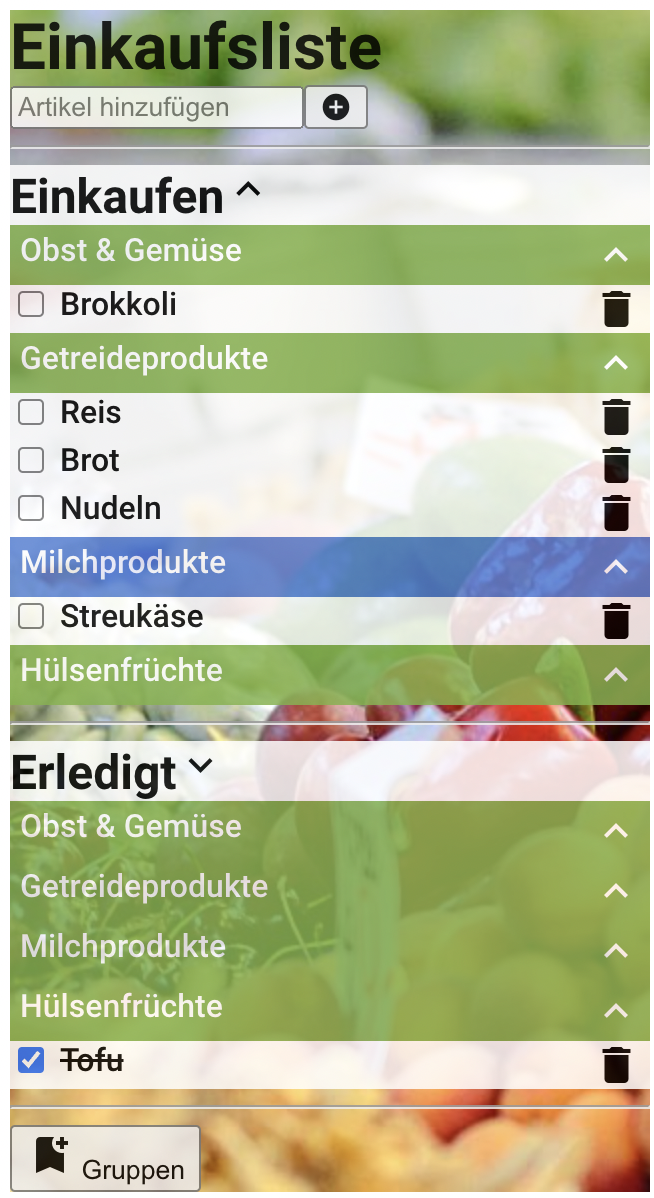 Einkaufsliste
Artikel hinzufügen
Einkaufen
Obst & Gemüse
Brokkoli
Getreideprodukte
Reis
Brot
Nudeln
Milchprodukte
Streukäse
Hülsenfrüchte
Erledigt
Obst & Gemüse
Getreideprodukte
Milchprodukte
Hülsenfrüchte
Tofu
Gruppen